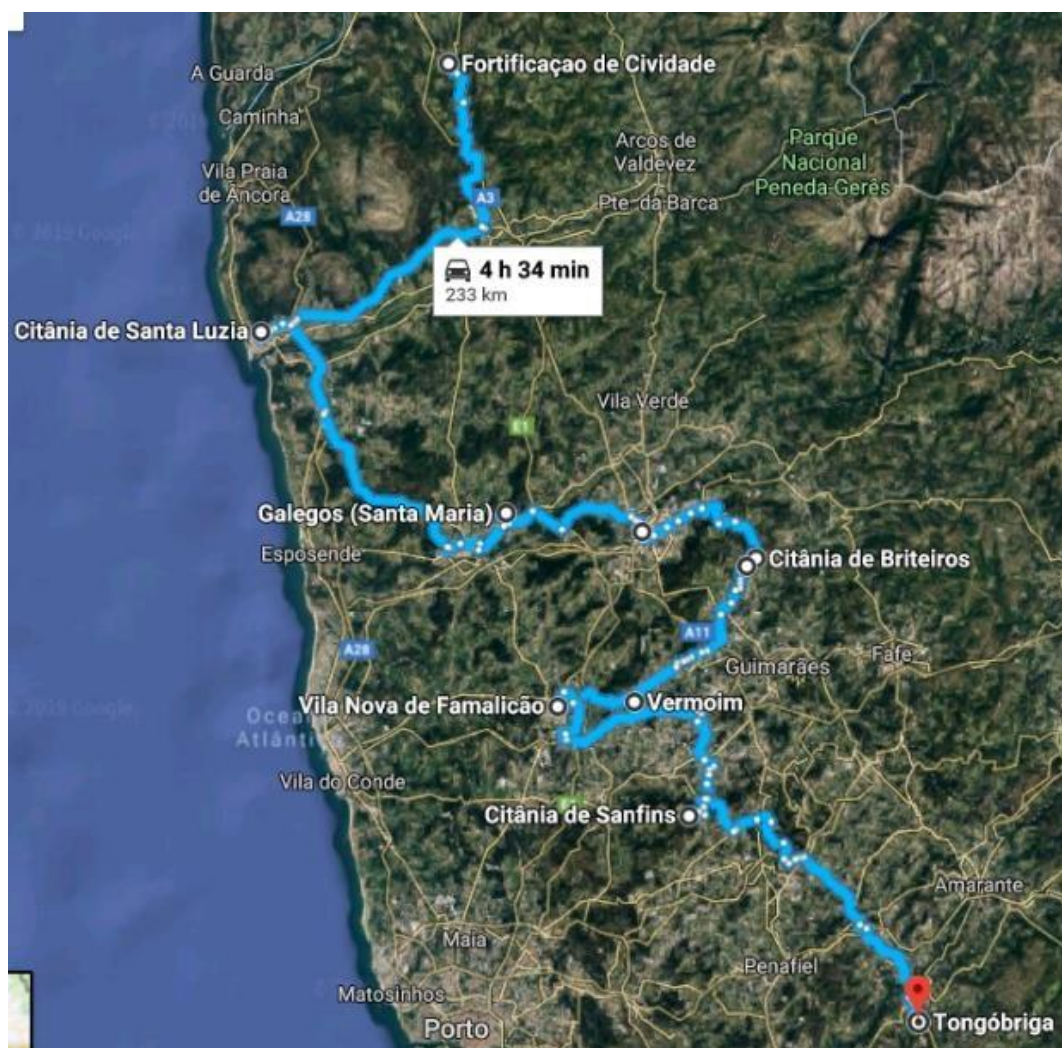 Fortificaçao de Cividade
A Guarda
Caminha
Arcos de
Valdevez
Parque
Nacional
Peneda-Gerês
Vila Praia
de Âncora
A3
Pte. da Barca
A28
4 h 34 min
233 km
Citânia de Santa Luzia
Vila Verde
E1
Galegos (Santa Maria)
Esposende
Citânia de Briteiros
A11
A28
Guimarães
Fafe
Vila Nova de Famalicão
Vermoim
Vila do Conde
Citânia de Sanfins
Amarante
Maia
Penafiel
Matosinhos
Porto
Tongóbriga